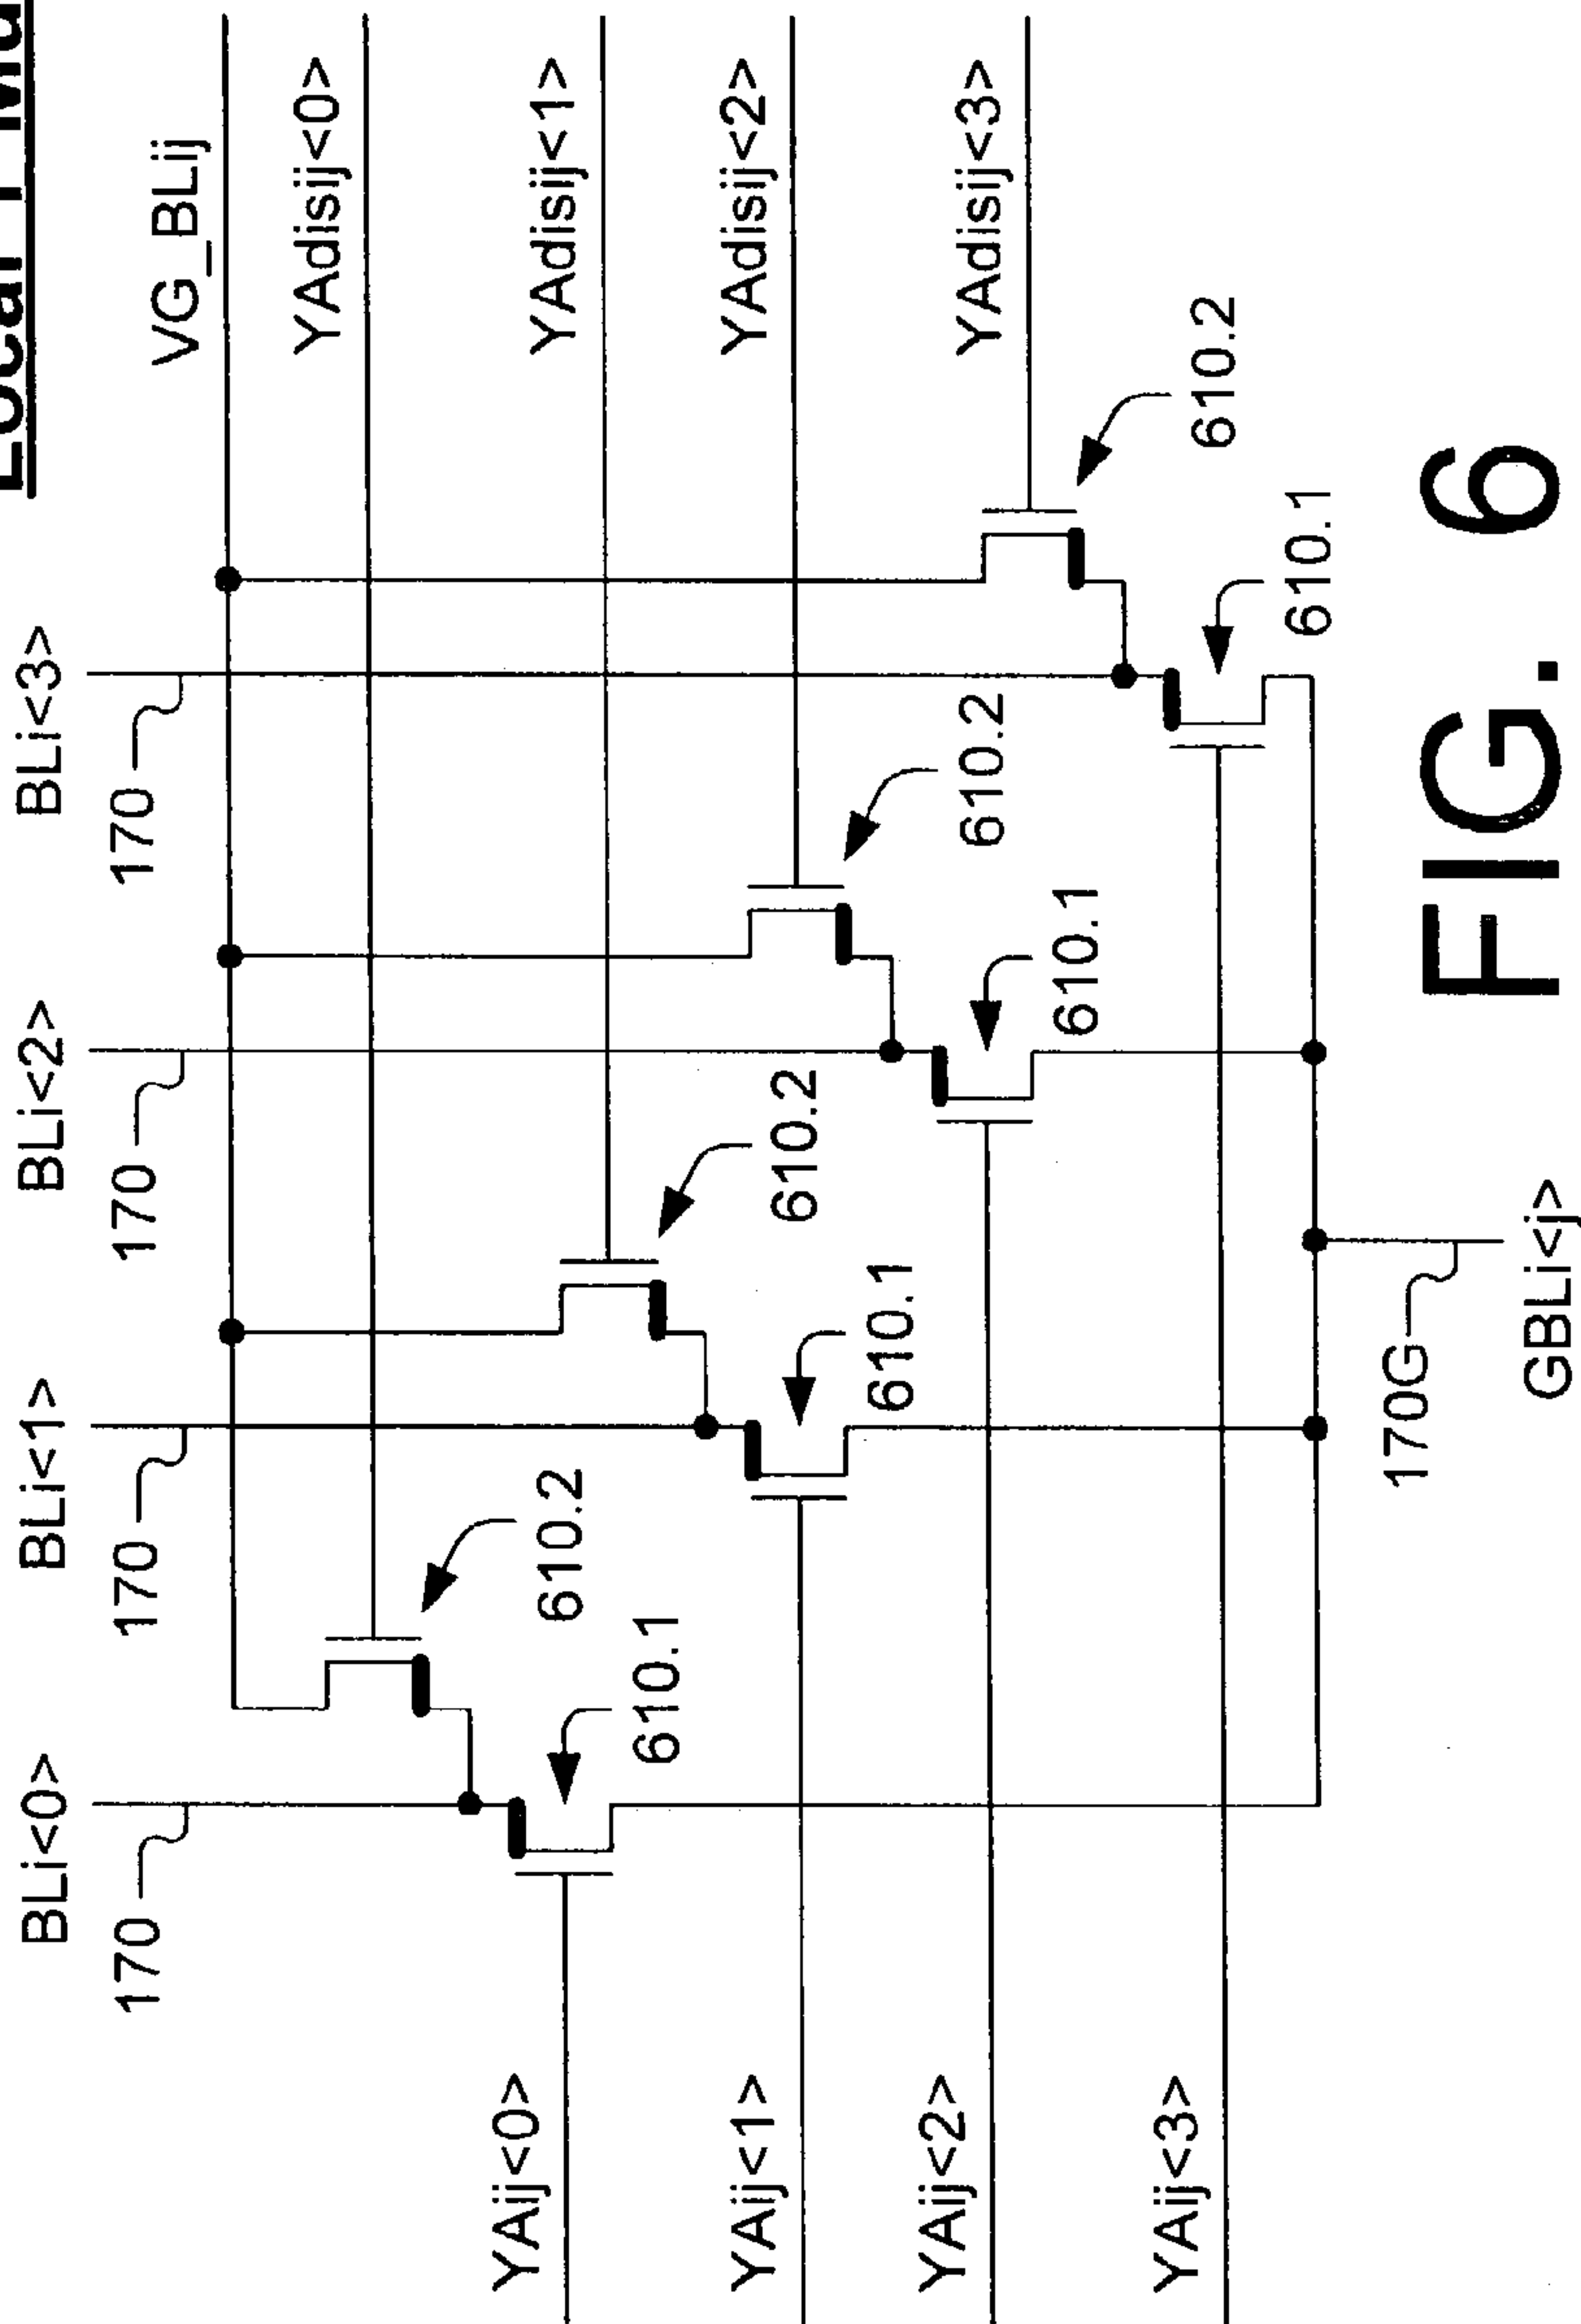 Local
BLi<0>
BLi<1>
BLi<2>
BLi<3>
170
170
170
170
VG_BLij
YAdisij<0>
YAij<0>
610.2
YAdisij<1>
610.1
YAij<1>
610.2
YAdisij<2>
610.1
YAij<2>
610.2
YAdisij<3>
610.1
YAij<3>
610.2
610.1
170G
GBLi<j>
FIG. 6